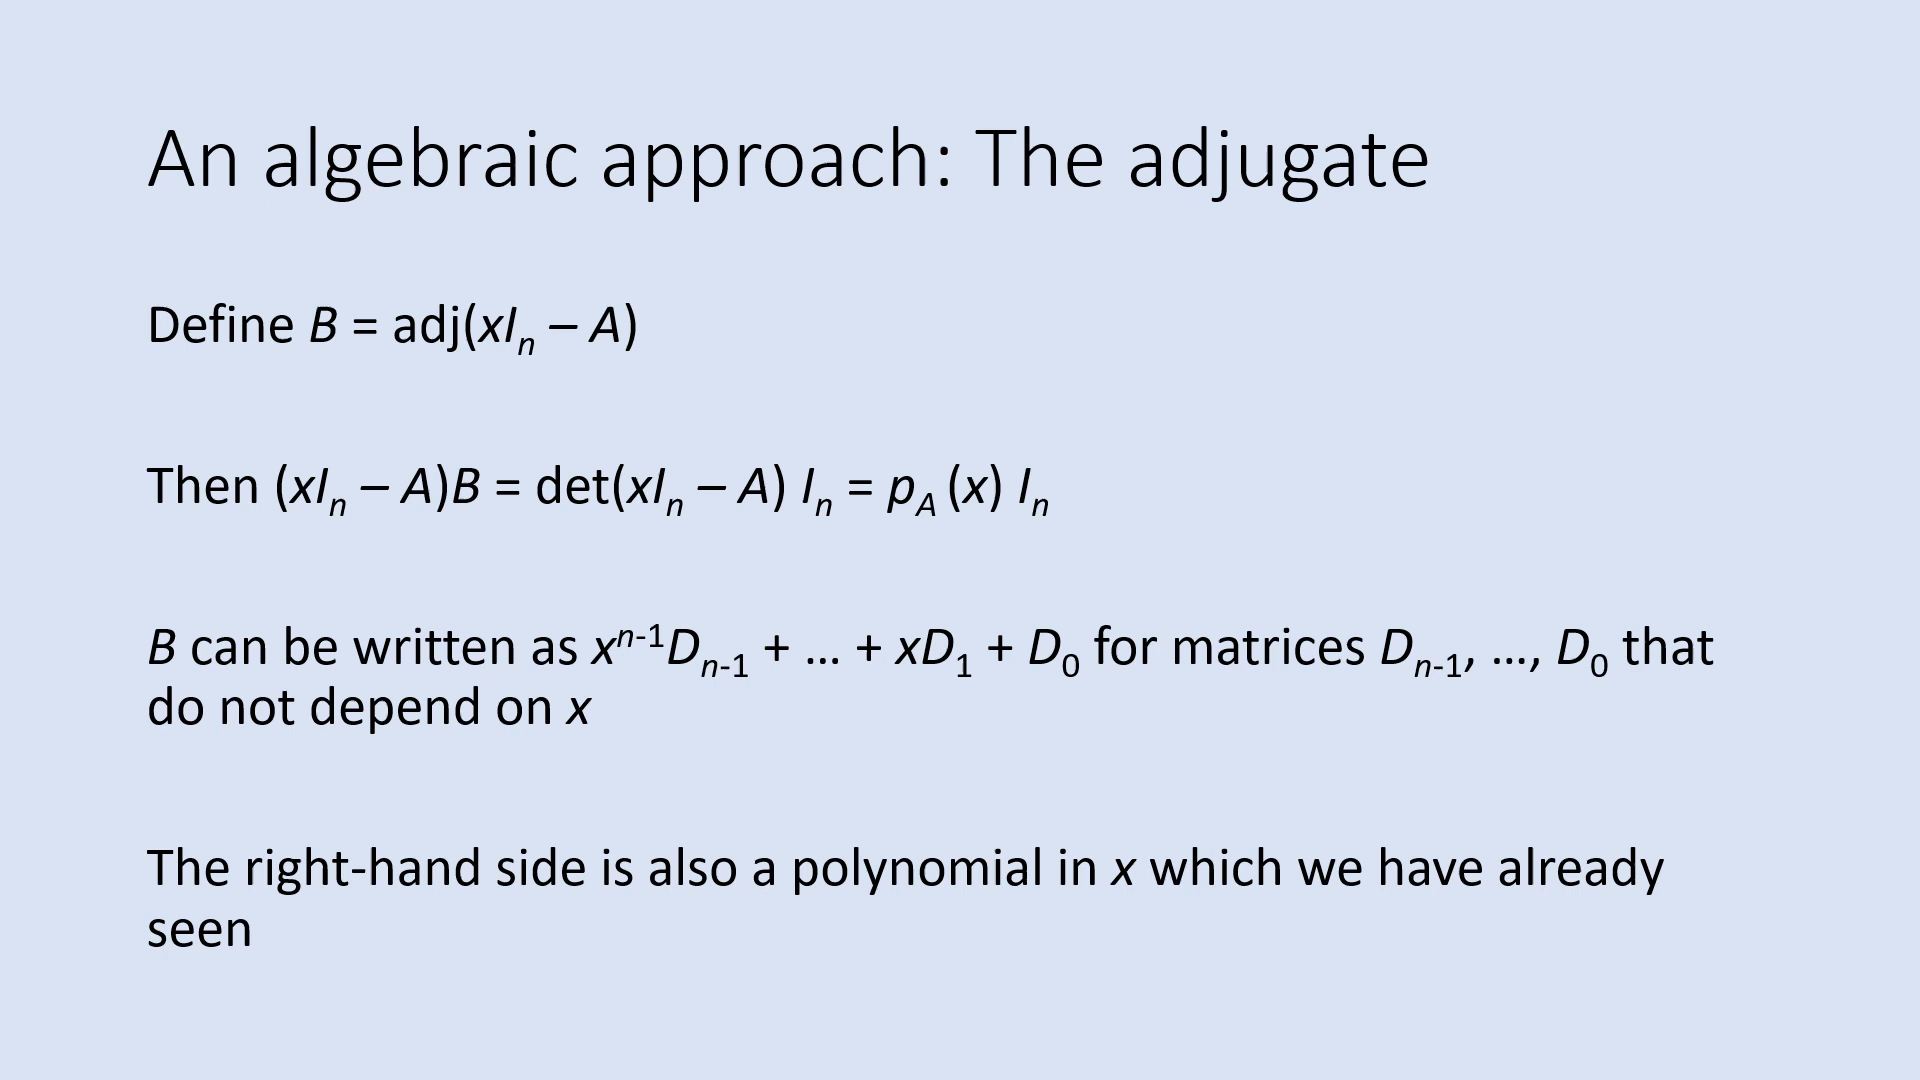 An algebraic approach: The adjugate
Define B = adj(xIₙ – A)
Then (xIₙ – A)B = det(xIₙ – A) Iₙ = p_A (x) Iₙ
B can be written as xⁿ⁻¹Dₙ₋₁ + … + xD₁ + D₀ for matrices Dₙ₋₁, …, D₀ that
do not depend on x
The right-hand side is also a polynomial in x which we have already
seen